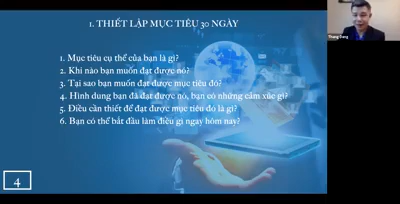 1. THIẾT LẬP MỤC TIÊU 30 NGÀY
1. Mục tiêu cụ thể của bạn là gì?
2. Khi nào bạn muốn đạt được nó?
3. Tại sao bạn muốn đạt được mục tiêu đó?
4. Hình dung bạn đã đạt được nó, bạn có những cảm xúc gì?
5. Điều cần thiết để đạt được mục tiêu đó là gì?
6. Bạn có thể bắt đầu làm điều gì ngay hôm nay?
4
Thang Dang